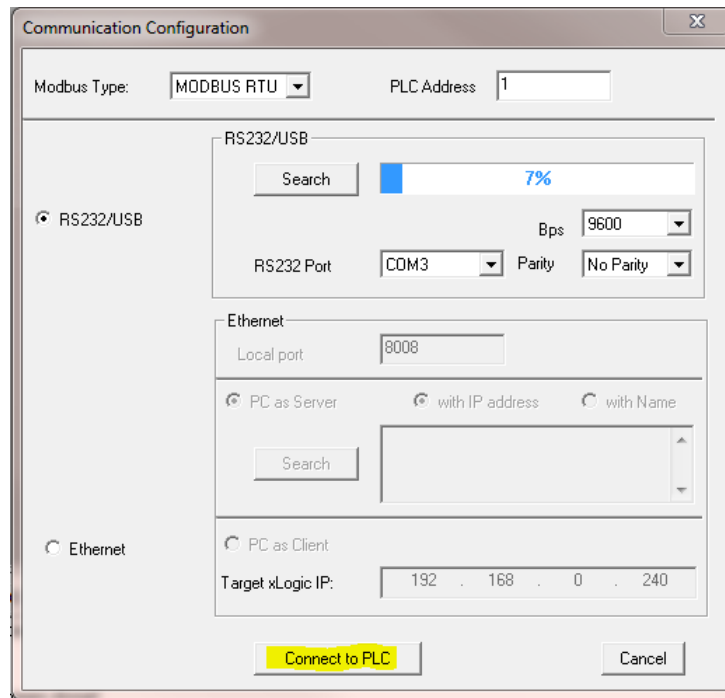 Communication Configuration
Modbus Type: MODBUS RTU PLC Address 1
RS232/USB
Search 7%
RS232/USB
Bps 9600
RS232 Port COM3 Parity No Parity
Ethernet
Local port 8008
PC as Server with IP address with Name
Search
Ethernet
PC as Client
Target xLogic IP: 192 . 168 . 0 . 240
Connect to PLC Cancel